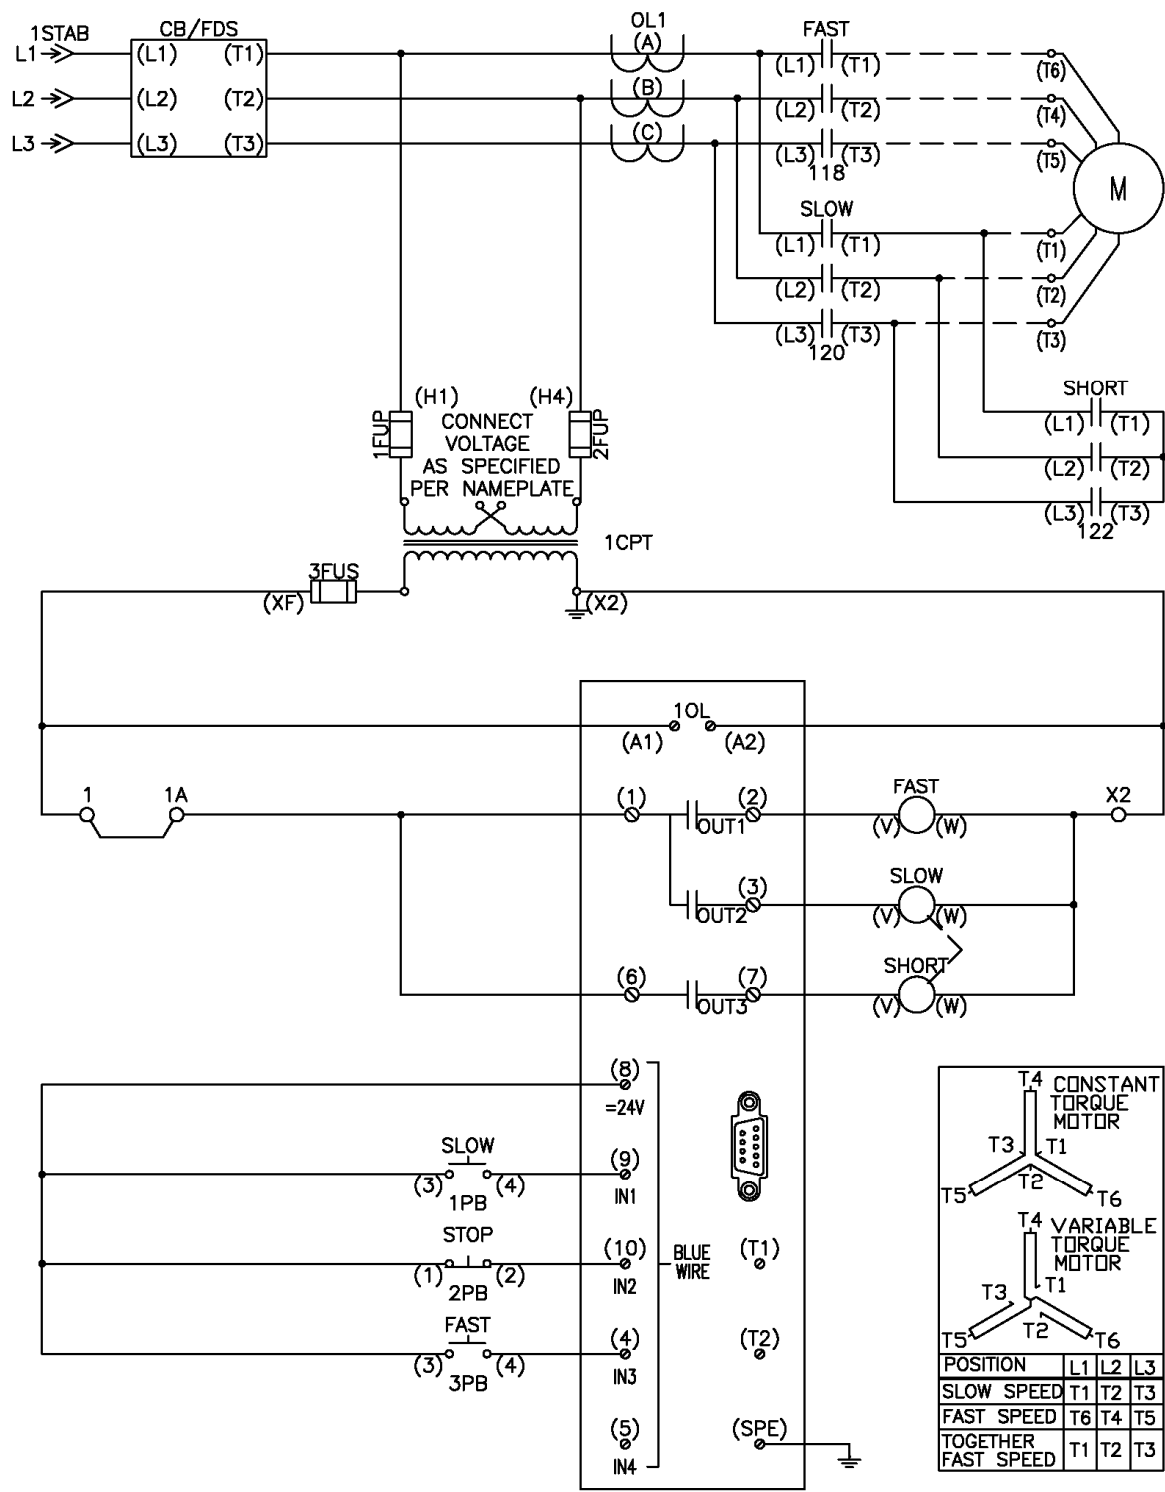 1STAB CB/FDS OL1 FAST
L1 (L1) (T1) (A) (L1) (T1) (T6)
L2 (L2) (T2) (B) (L2) (T2) (T4)
L3 (L3) (T3) (C) (L3) (T3) (T5)
118
M
SLOW
(L1) (T1) (T1)
(L2) (T2) (T2)
(L3) (T3) (T3)
120
SHORT
(L1) (T1)
(L2) (T2)
(L3) (T3)
122
(H1) (H4)
1FUP 2FUP
CONNECT
VOLTAGE
AS SPECIFIED
PER NAMEPLATE
1CPT
3FUS
(XF) (X2)
1OL
(A1) (A2)
1 1A (1) (2) FAST X2
OUT1 (V) (W)
(3) SLOW
OUT2 (V) (W)
(6) (7) SHORT
OUT3 (V) (W)
(8)
=24V
SLOW (9)
(3) (4) IN1
1PB
STOP (10) BLUE (T1)
(1) (2) IN2 WIRE
2PB
FAST (4) (T2)
(3) (4) IN3
3PB
(5) (SPE)
IN4
T4 CONSTANT
TORQUE
MOTOR
T3 T1
T2
T5 T6
T4 VARIABLE
TORQUE
MOTOR
T3 T1
T2
T5 T6
POSITION L1 L2 L3
SLOW SPEED T1 T2 T3
FAST SPEED T6 T4 T5
TOGETHER
FAST SPEED T1 T2 T3